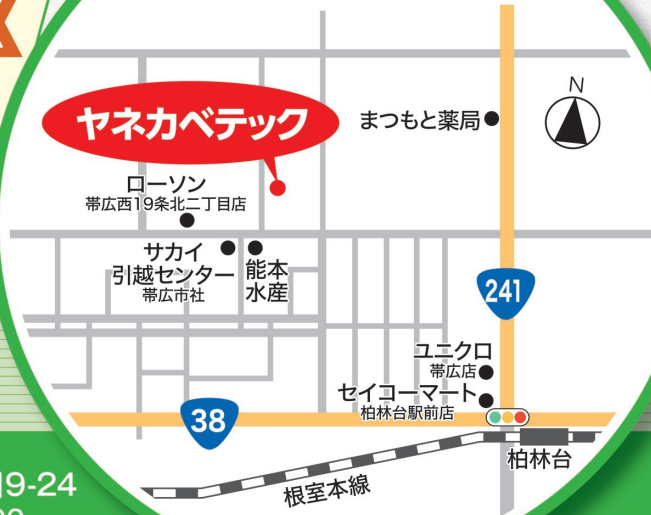 N
ヤネカベテック
まつもと薬局
ローソン
帯広西19条北二丁目店
サカイ
引越センター
帯広市社
能本
水産
241
ユニクロ
帯広店
セイコーマート
柏林台駅前店
38
柏林台
根室本線
19-24